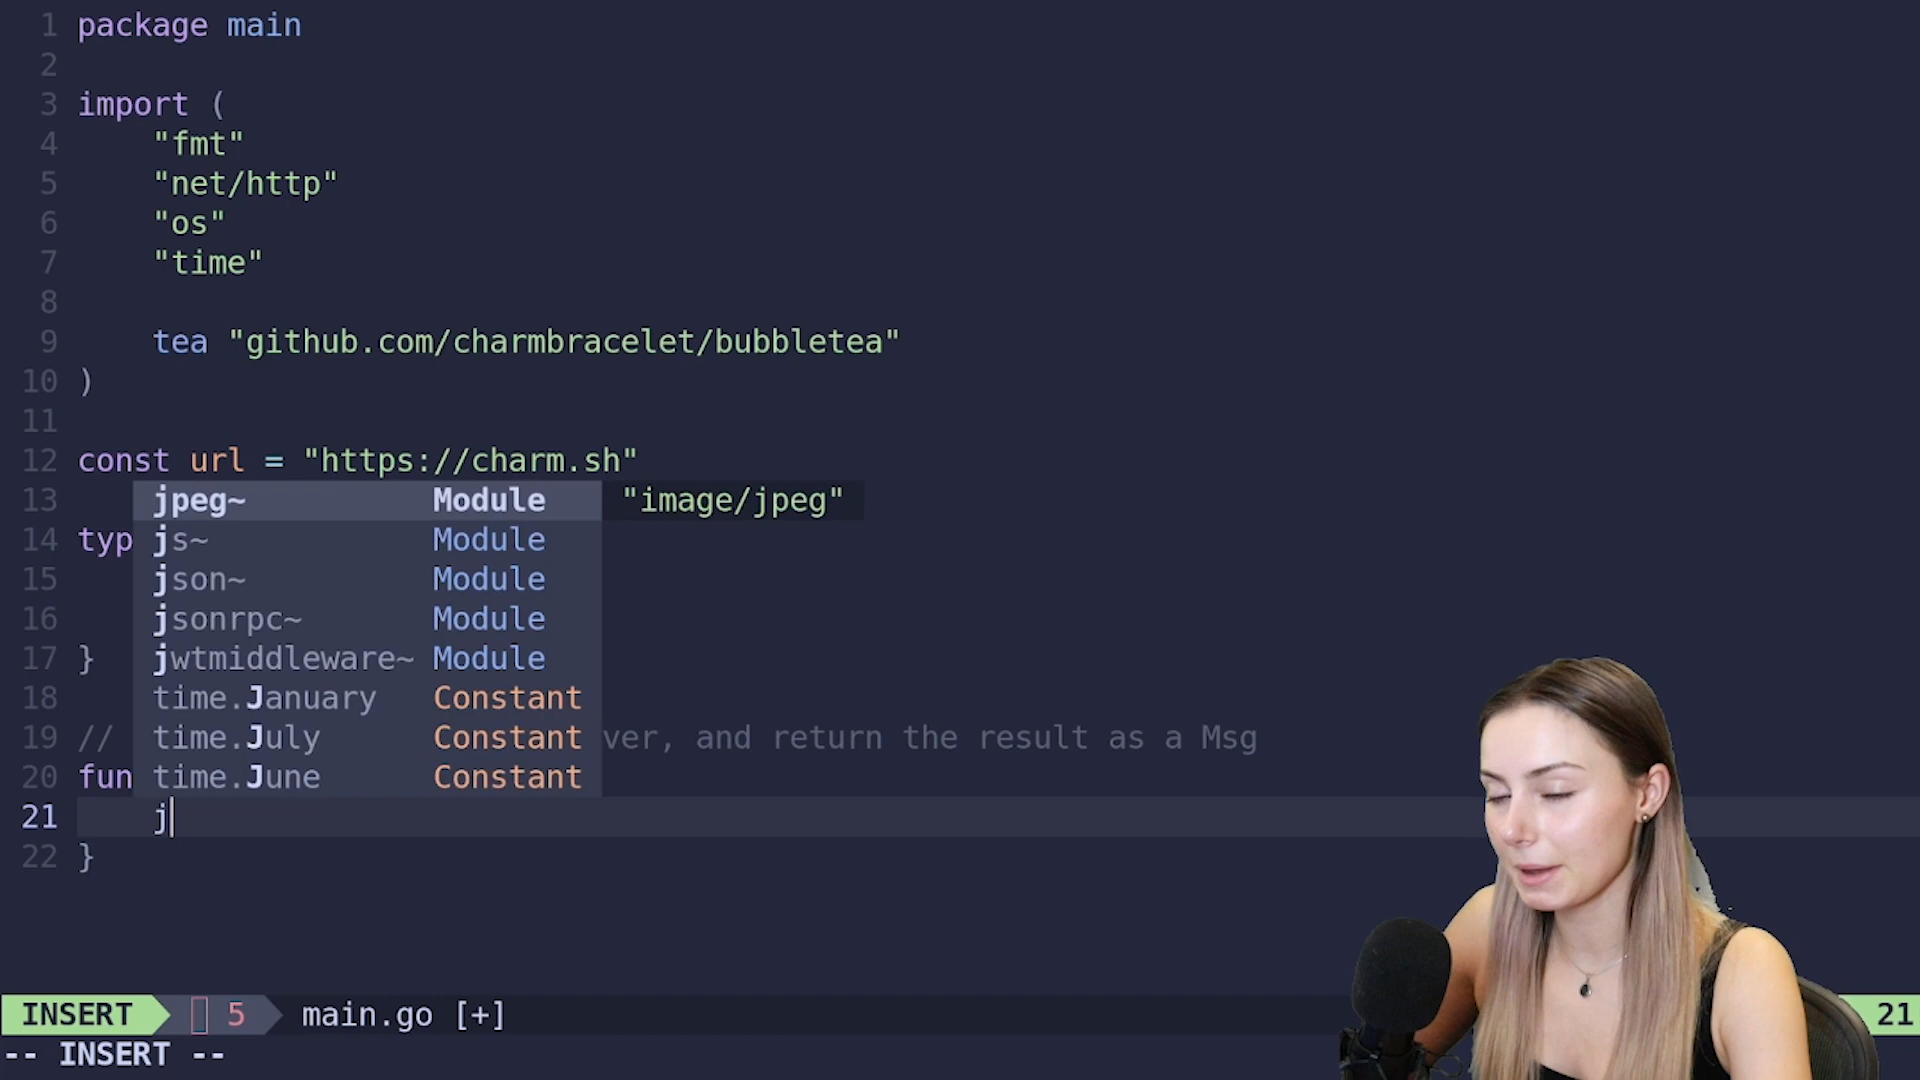 1 package main
2
3 import (
4 "fmt"
5 "net/http"
6 "os"
7 "time"
8
9 tea "github.com/charmbracelet/bubbletea"
10 )
11
12 const url = "https://charm.sh"
13 jpeg~ Module "image/jpeg"
14 typ js~ Module
15 json~ Module
16 jsonrpc~ Module
17 } jwtmiddleware~ Module
18 time.January Constant
19 // time.July Constant ver, and return the result as a Msg
20 fun time.June Constant
21 j
22 }
INSERT 5 main.go [+] 21
-- INSERT --